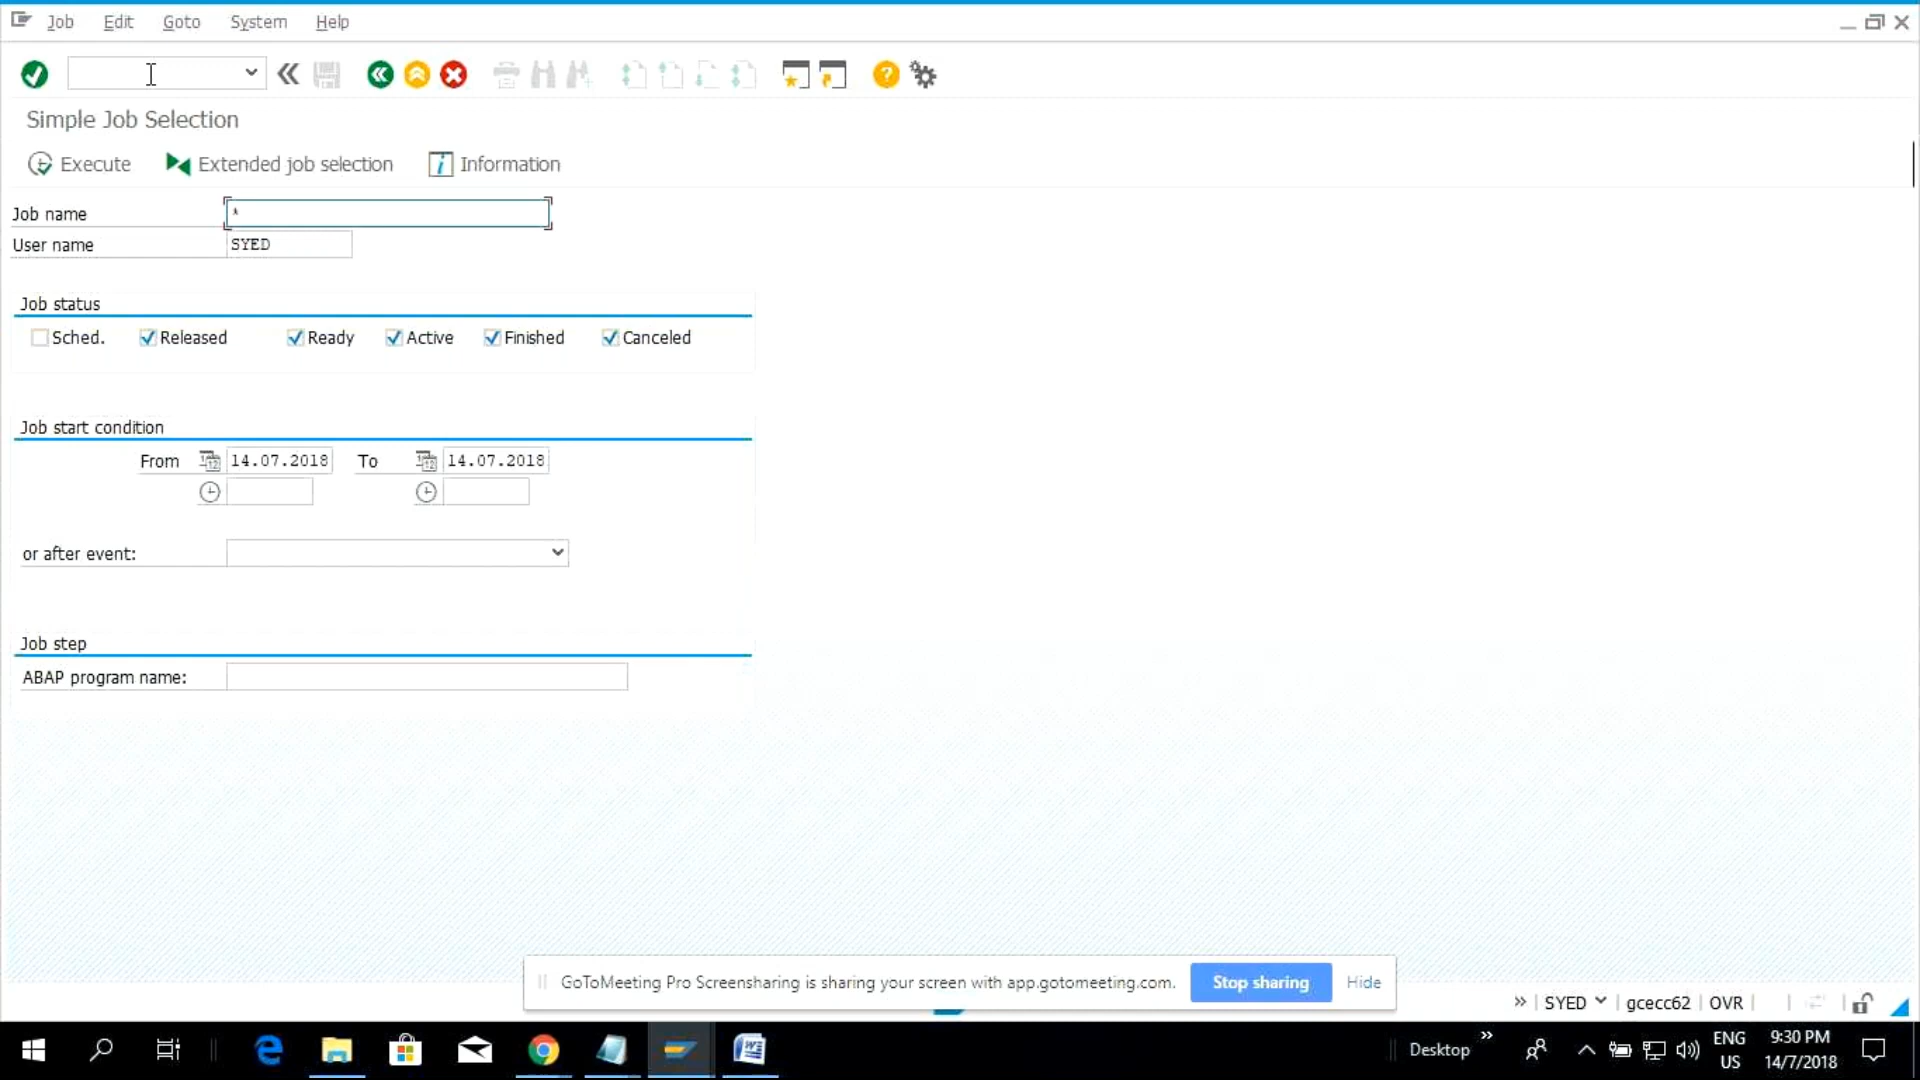 Job Edit Goto System Help
Simple Job Selection
Execute Extended job selection Information
Job name *
User name SYED
Job status
Sched. Released Ready Active Finished Canceled
Job start condition
From 14.07.2018 To 14.07.2018
or after event:
Job step
ABAP program name:
GoToMeeting Pro Screensharing is sharing your screen with app.gotomeeting.com. Stop sharing Hide
SYED gcecc62 OVR
Desktop ENG 9:30 PM
US 14/7/2018